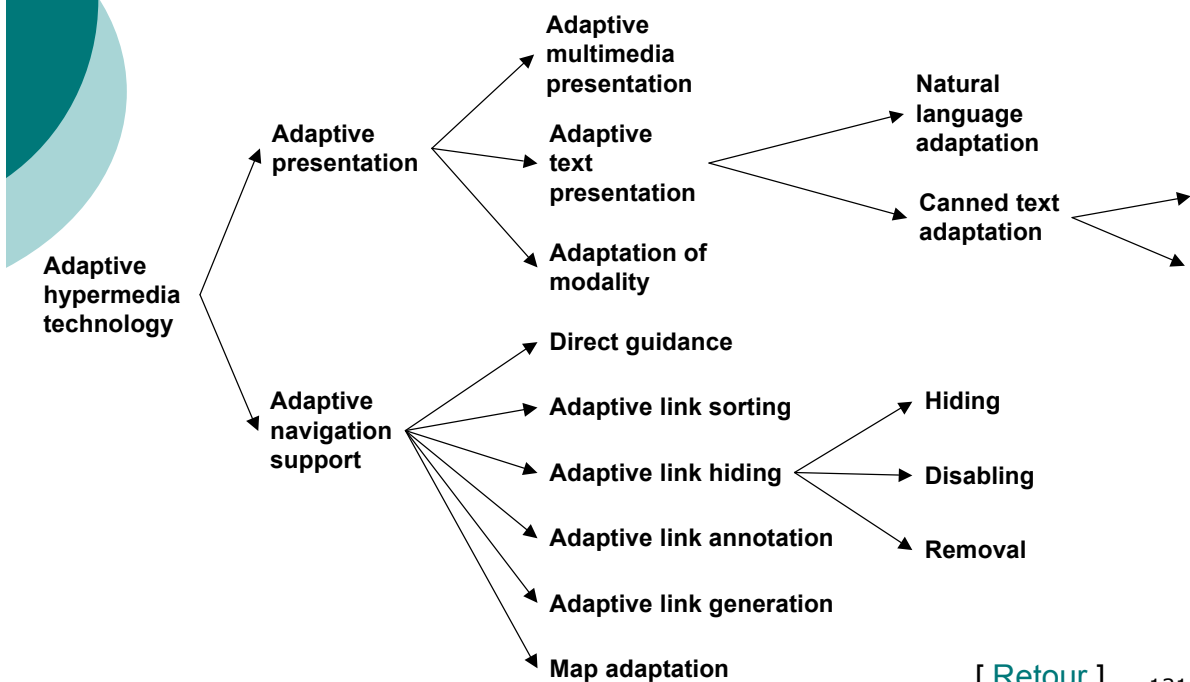 Adaptive
multimedia
presentation
Natural
language
adaptation
Adaptive
presentation
Adaptive
text
presentation
Canned text
adaptation
Adaptation of
modality
Adaptive
hypermedia
technology
Direct guidance
Adaptive
navigation
support
Adaptive link sorting
Hiding
Adaptive link hiding
Disabling
Adaptive link annotation
Removal
Adaptive link generation
Map adaptation
[ Retour ]